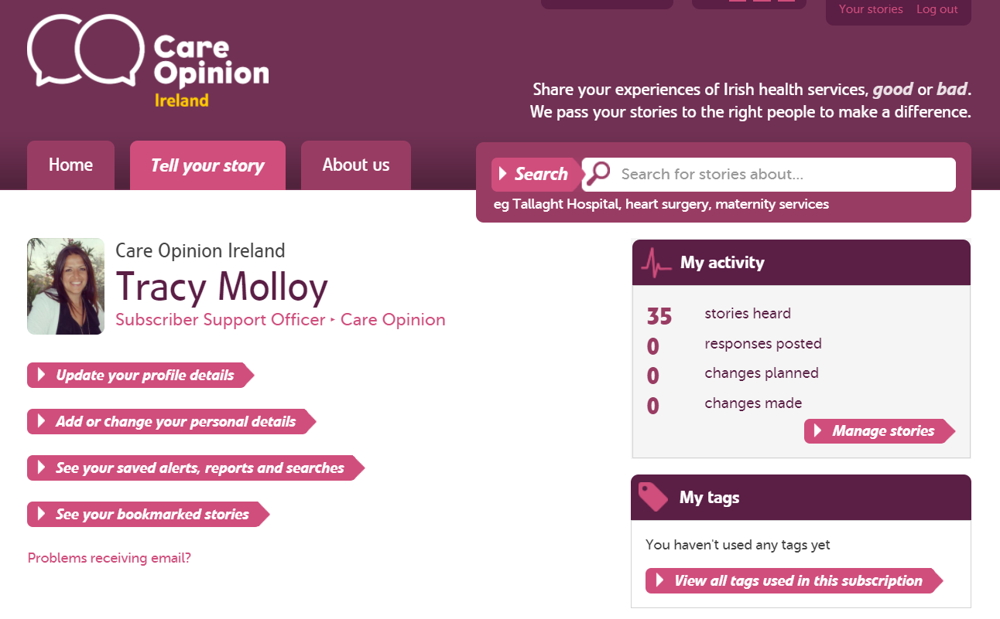 Your stories Log out
Care
Opinion
Ireland
Share your experiences of Irish health services, good or bad.
We pass your stories to the right people to make a difference.
Home Tell your story About us
Search Search for stories about...
eg Tallaght Hospital, heart surgery, maternity services
Care Opinion Ireland
Tracy Molloy
Subscriber Support Officer ‣ Care Opinion
Update your profile details
Add or change your personal details
See your saved alerts, reports and searches
See your bookmarked stories
Problems receiving email?
My activity
35 stories heard
0 responses posted
0 changes planned
0 changes made
Manage stories
My tags
You haven't used any tags yet
View all tags used in this subscription